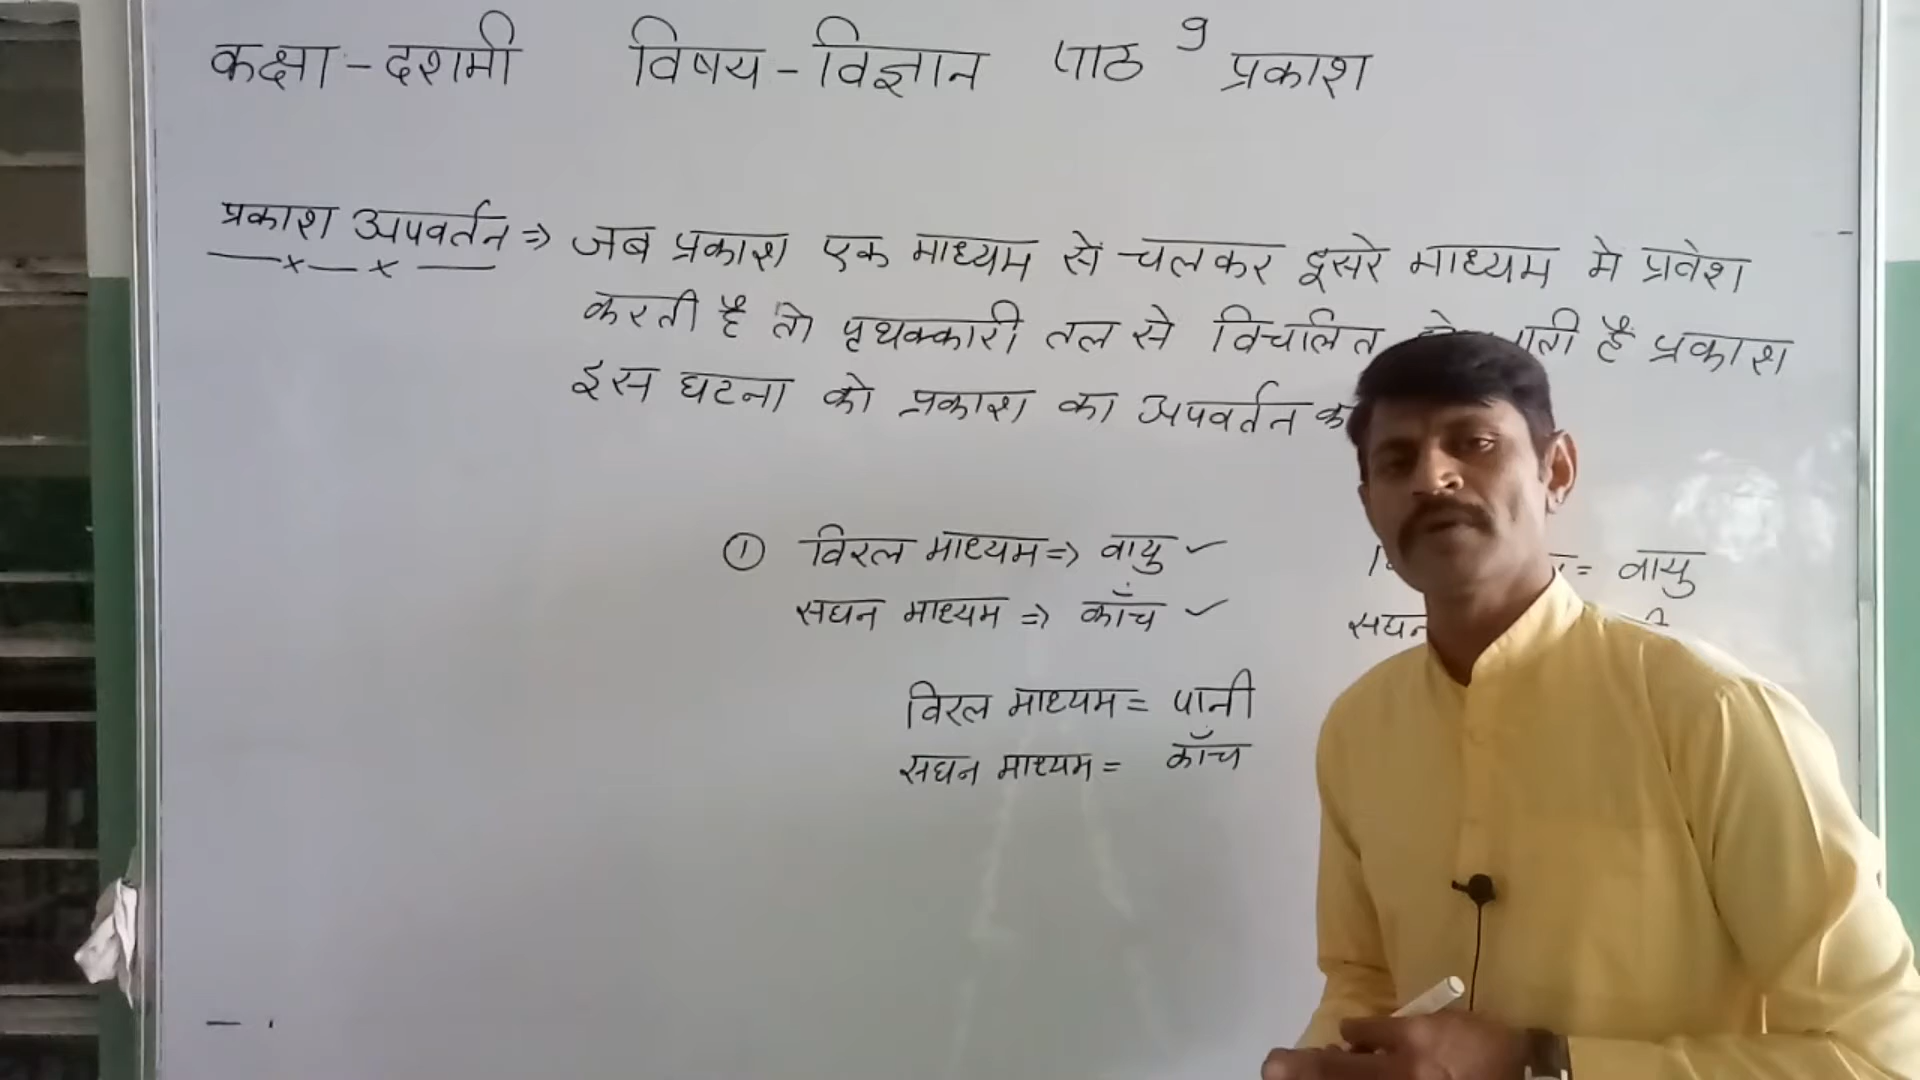 कक्षा - दशमी विषय - विज्ञान पाठ 9 प्रकाश
प्रकाश अपवर्तन ⇒ जब प्रकाश एक माध्यम से चलकर दूसरे माध्यम मे प्रवेश
करती है तो पृथक्कारी तल से विचलित है प्रकाश
इस घटना को प्रकाश का अपवर्तन
① विरल माध्यम ⇒ वायु ✓ = वायु
सघन माध्यम ⇒ काँच ✓ सघन
विरल माध्यम = पानी
सघन माध्यम = काँच